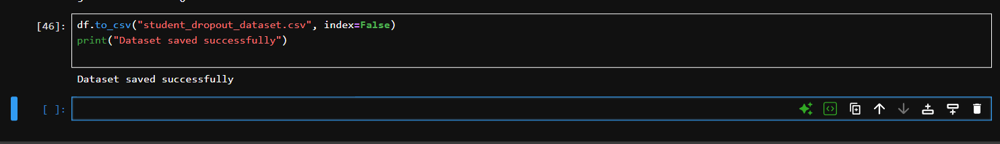 [46]:
df.to_csv("student_dropout_dataset.csv", index=False)
print("Dataset saved successfully")
Dataset saved successfully
[ ]: